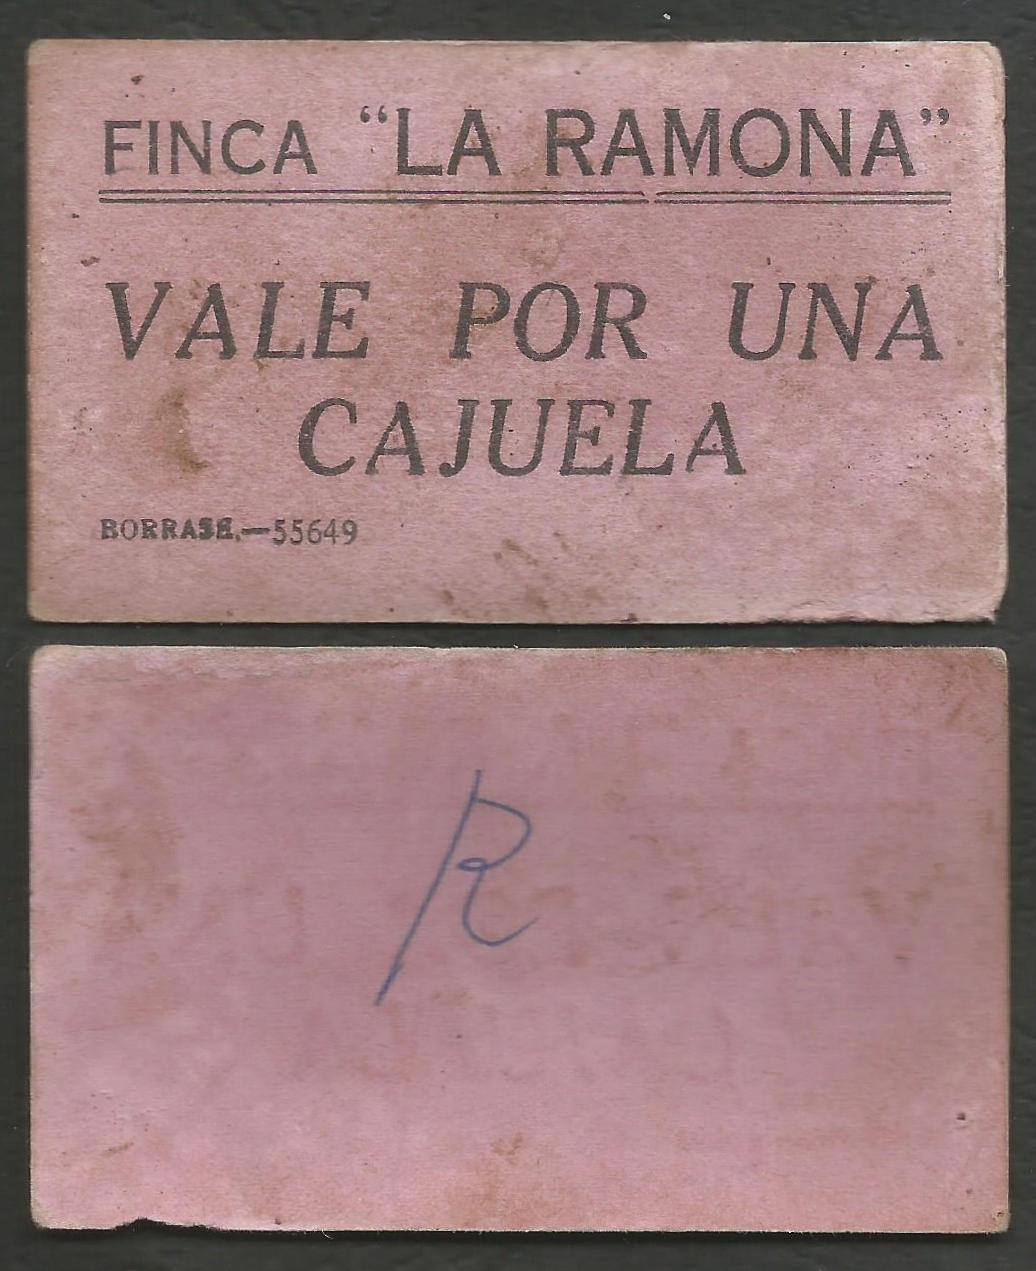 FINCA “LA RAMONA”
VALE POR UNA
CAJUELA
BORRASE.—55649
R